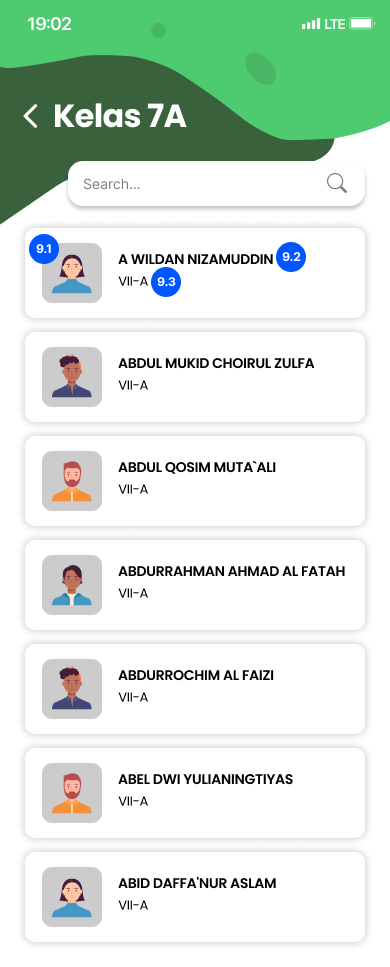 19:02
LTE
Kelas 7A
Search...
9.1
A WILDAN NIZAMUDDIN 9.2
VII-A 9.3
ABDUL MUKID CHOIRUL ZULFA
VII-A
ABDUL QOSIM MUTA`ALI
VII-A
ABDURRAHMAN AHMAD AL FATAH
VII-A
ABDURROCHIM AL FAIZI
VII-A
ABEL DWI YULIANINGTIYAS
VII-A
ABID DAFFA'NUR ASLAM
VII-A